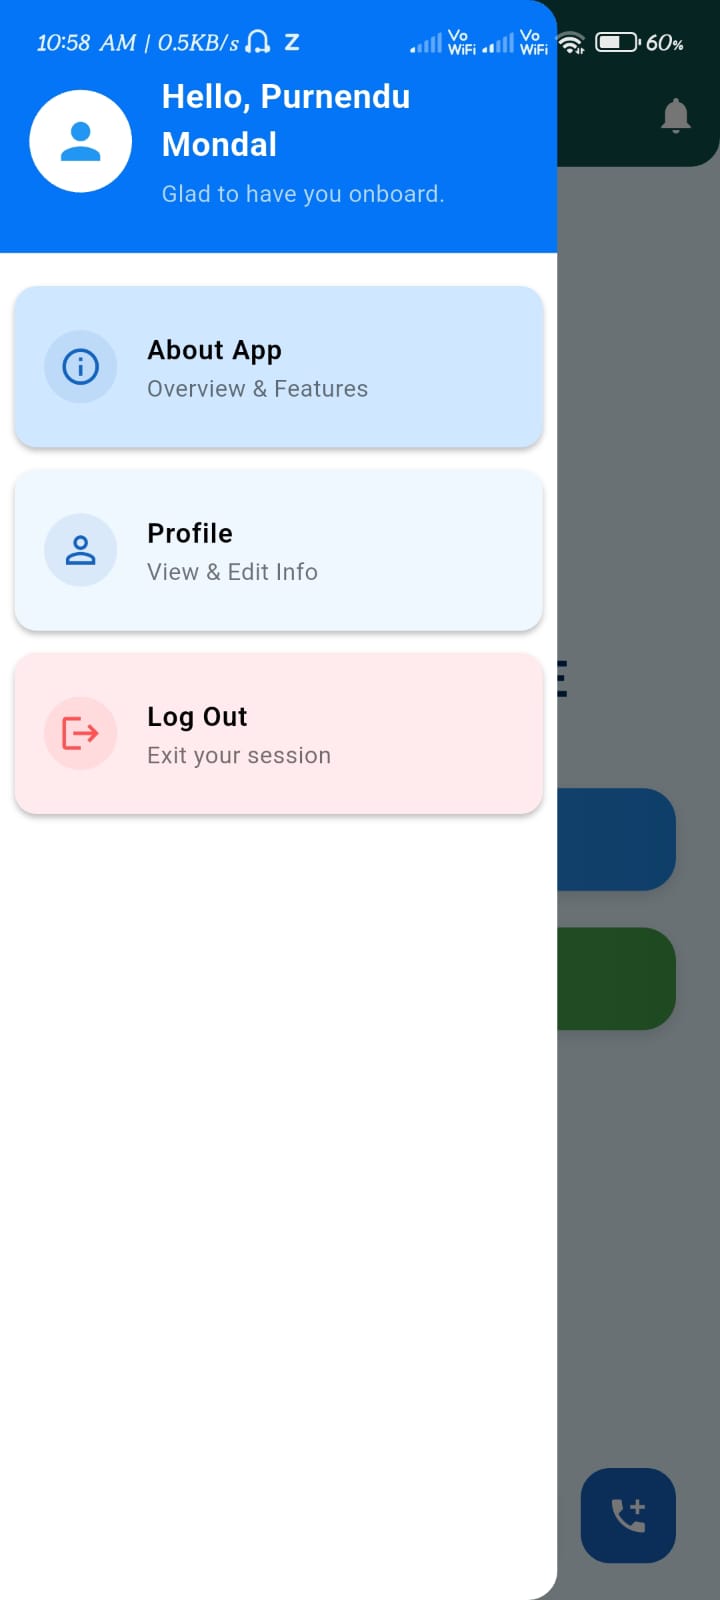 10:58 AM | 0.5KB/s Z Vo WiFi Vo WiFi 60%
Hello, Purnendu
Mondal
Glad to have you onboard.
About App
Overview & Features
Profile
View & Edit Info
E
Log Out
Exit your session